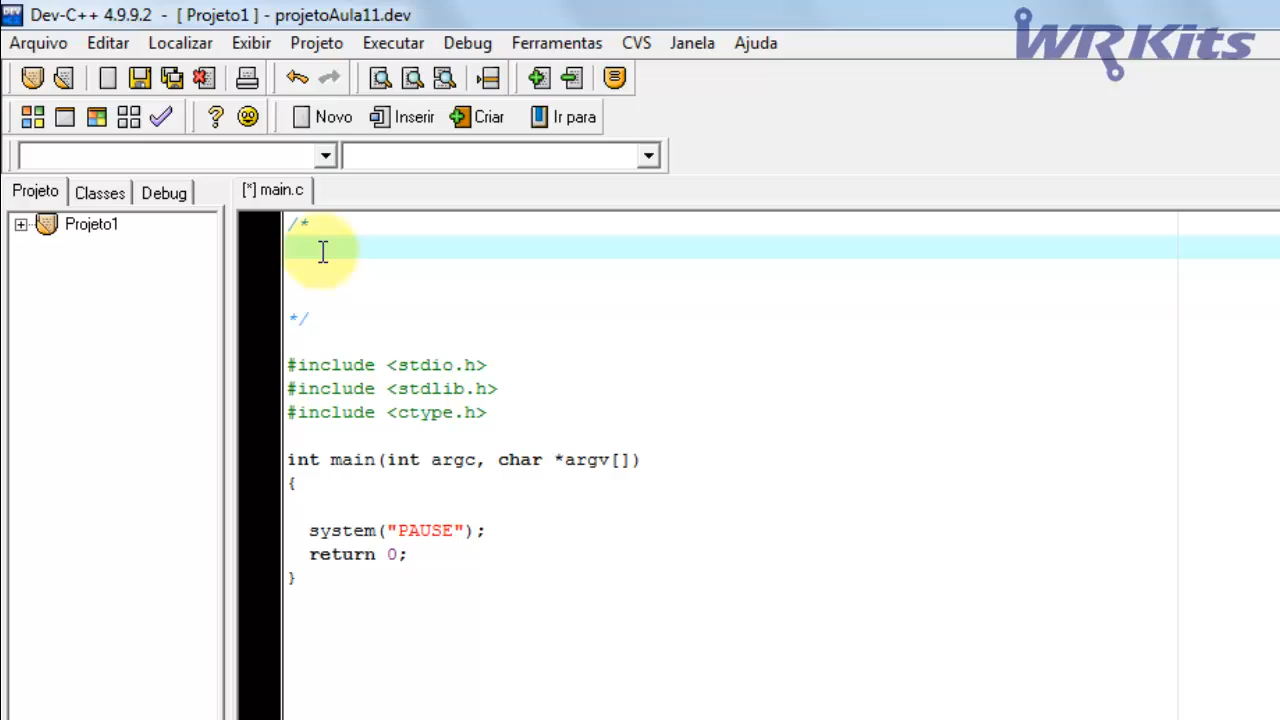 Dev-C++ 4.9.9.2 - [ Projeto1 ] - projetoAula11.dev
Arquivo Editar Localizar Exibir Projeto Executar Debug Ferramentas CVS Janela Ajuda
WR Kits
Novo Inserir Criar Ir para
Projeto Classes Debug
[*] main.c
Projeto1
/*
*/
#include <stdio.h>
#include <stdlib.h>
#include <ctype.h>
int main(int argc, char *argv[])
{
system("PAUSE");
return 0;
}